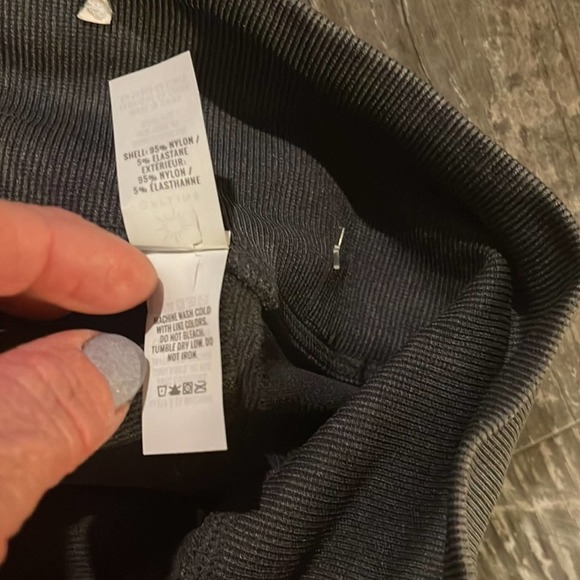 SHELL: 95% NYLON /
5% ELASTANE
EXTÉRIEUR:
95% NYLON /
5% ÉLASTHANNE
MACHINE WASH COLD
WITH LIKE COLORS.
DO NOT BLEACH.
TUMBLE DRY LOW. DO
NOT IRON.